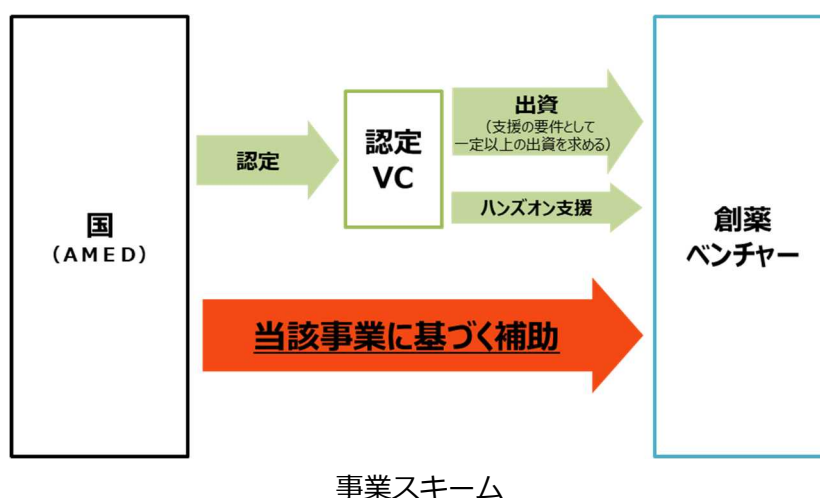 国
(AMED)
認定
認定
VC
出資
(支援の要件として
一定以上の出資を求める)
ハンズオン支援
当該事業に基づく補助
創薬
ベンチャー
事業スキーム